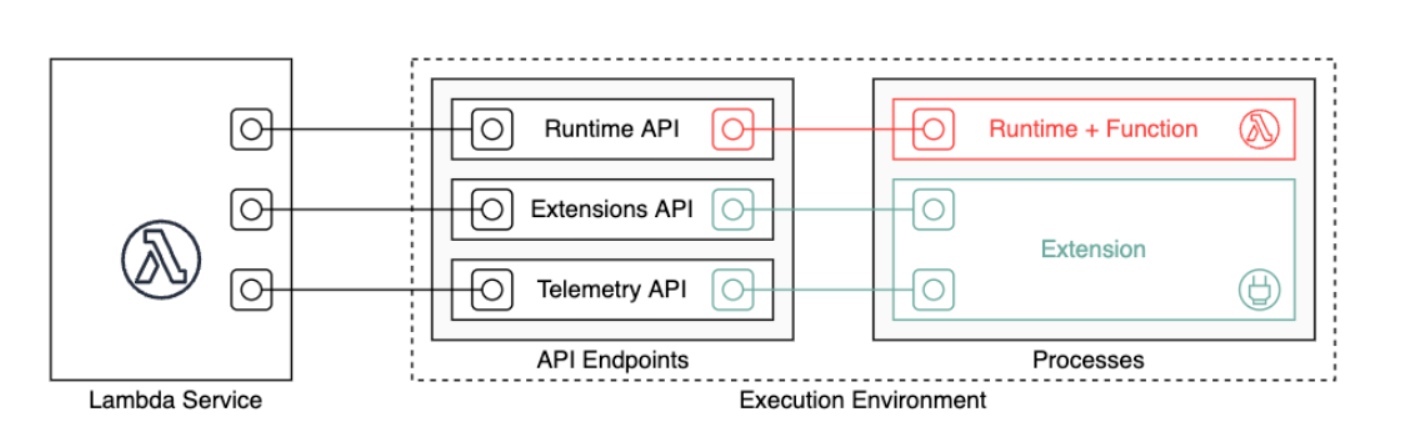 Runtime API
Runtime + Function
Extensions API
Extension
Telemetry API
API Endpoints
Processes
Lambda Service
Execution Environment